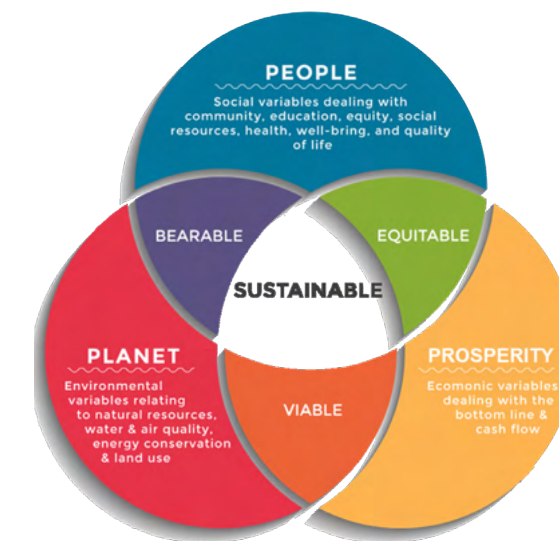 PEOPLE
Social variables dealing with
community, education, equity, social
resources, health, well-bring, and quality
of life
BEARABLE
EQUITABLE
SUSTAINABLE
PLANET
Environmental
variables relating
to natural resources,
water & air quality,
energy conservation
& land use
VIABLE
PROSPERITY
Ecomonic variables
dealing with the
bottom line &
cash flow